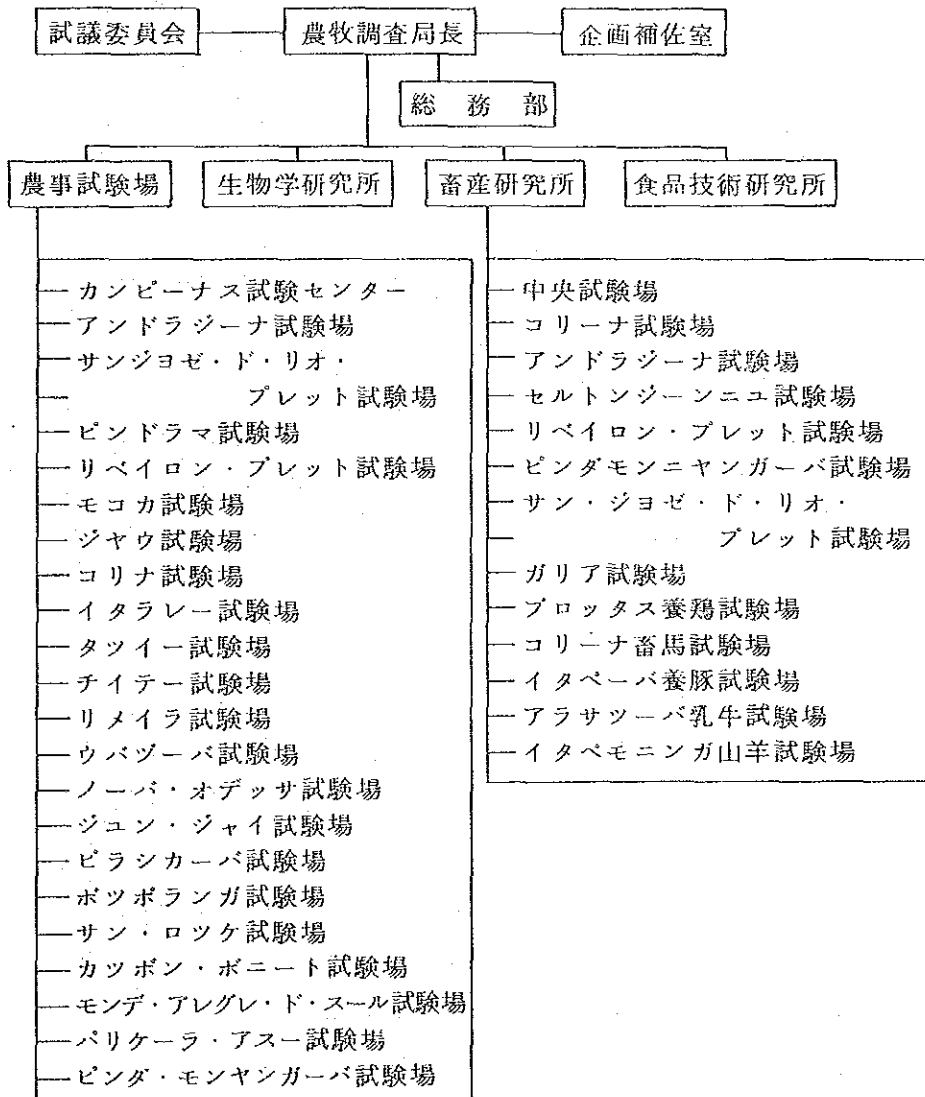 試議委員会
農牧調査局長
企画補佐室
総務部
農事試験場
生物学研究所
畜産研究所
食品技術研究所
カンピーナス試験センター
アンドラジーナ試験場
サンジヨゼ・ド・リオ・
プレット試験場
ピンドラマ試験場
リベイロン・プレット試験場
モコカ試験場
ジヤウ試験場
コリナ試験場
イタラレー試験場
タツイー試験場
チイテー試験場
リメイラ試験場
ウバヅーバ試験場
ノーバ・オデッサ試験場
ジユン・ジャイ試験場
ピラシカーバ試験場
ボツポランガ試験場
サン・ロツケ試験場
カツボン・ボニート試験場
モンデ・アレグレ・ド・スール試験場
パリケーラ・アスー試験場
ピンダ・モンヤンガーバ試験場
中央試験場
コリーナ試験場
アンドラジーナ試験場
セルトンジーンニユ試験場
リベイロン・プレット試験場
ピンダモンニヤンガーバ試験場
サン・ジヨゼ・ド・リオ・
プレット試験場
ガリア試験場
ブロッタス養鶏試験場
コリーナ畜馬試験場
イタペーバ養豚試験場
アラサツーバ乳牛試験場
イタペモニンガ山羊試験場